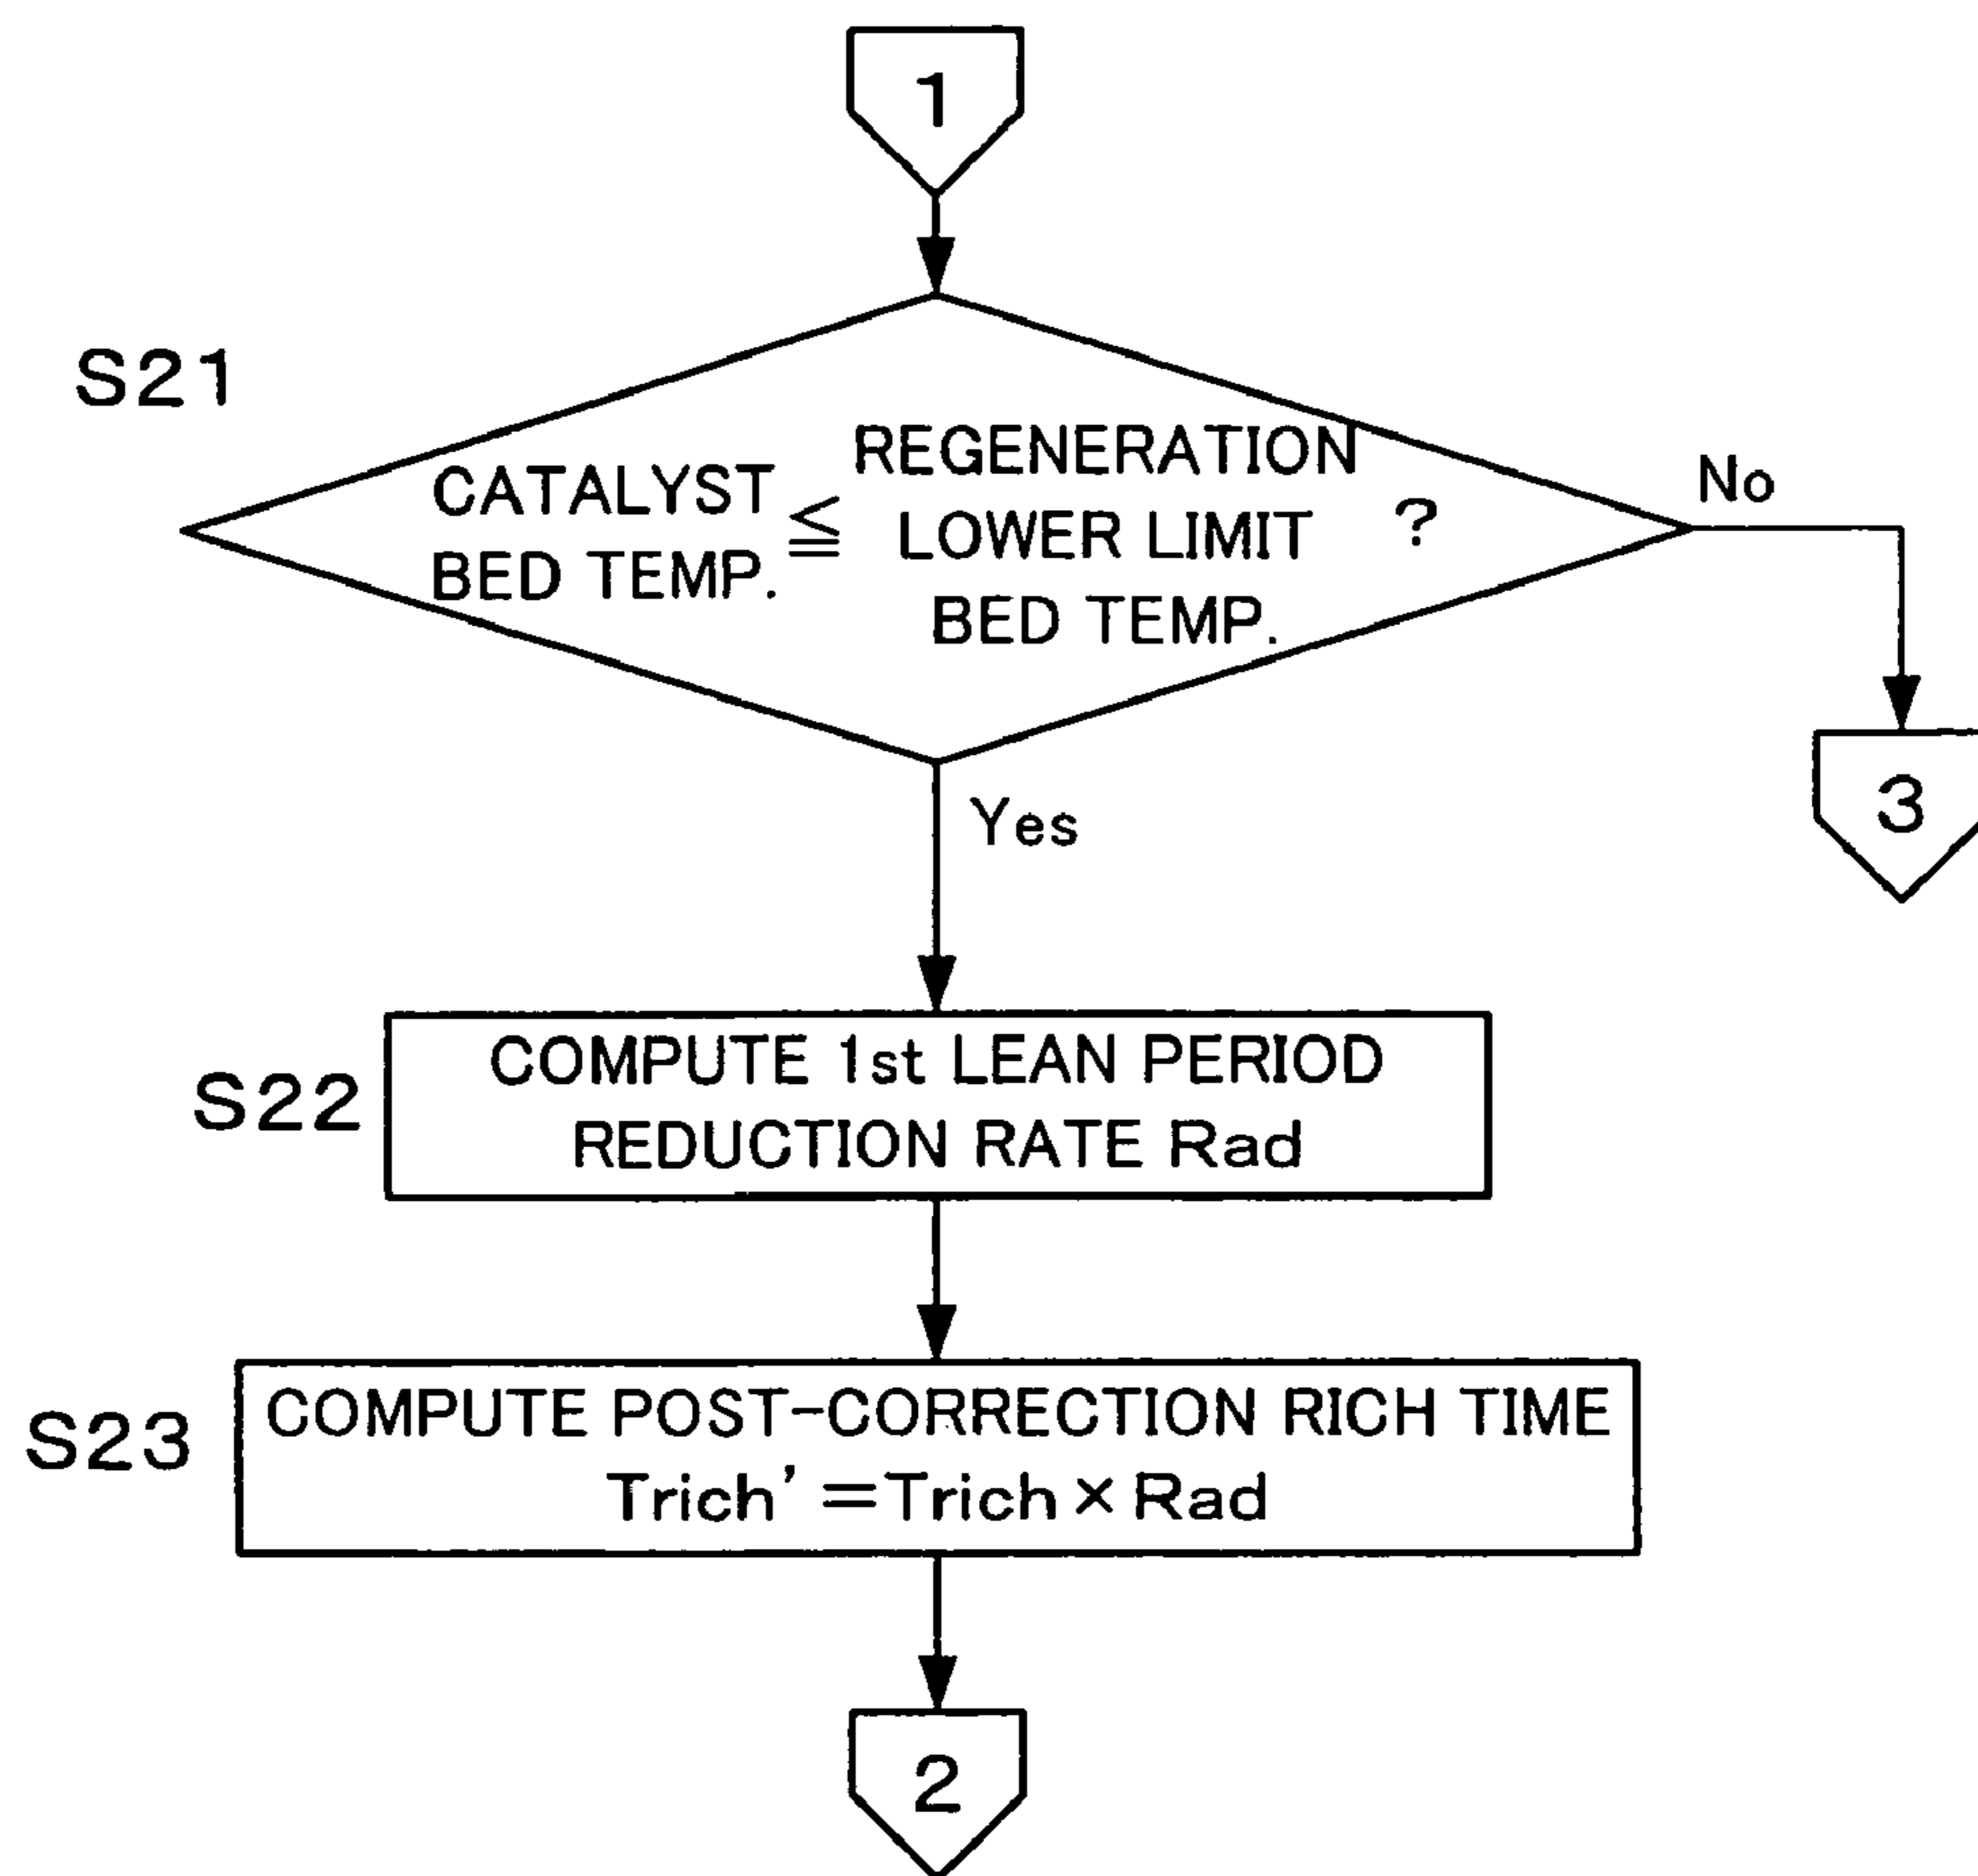 1
S21
CATALYST
BED TEMP.
≦
REGENERATION
LOWER LIMIT
BED TEMP.
?
No
3
Yes
S22
COMPUTE 1st LEAN PERIOD
REDUCTION RATE Rad
S23
COMPUTE POST-CORRECTION RICH TIME
Trich'=Trich×Rad
2